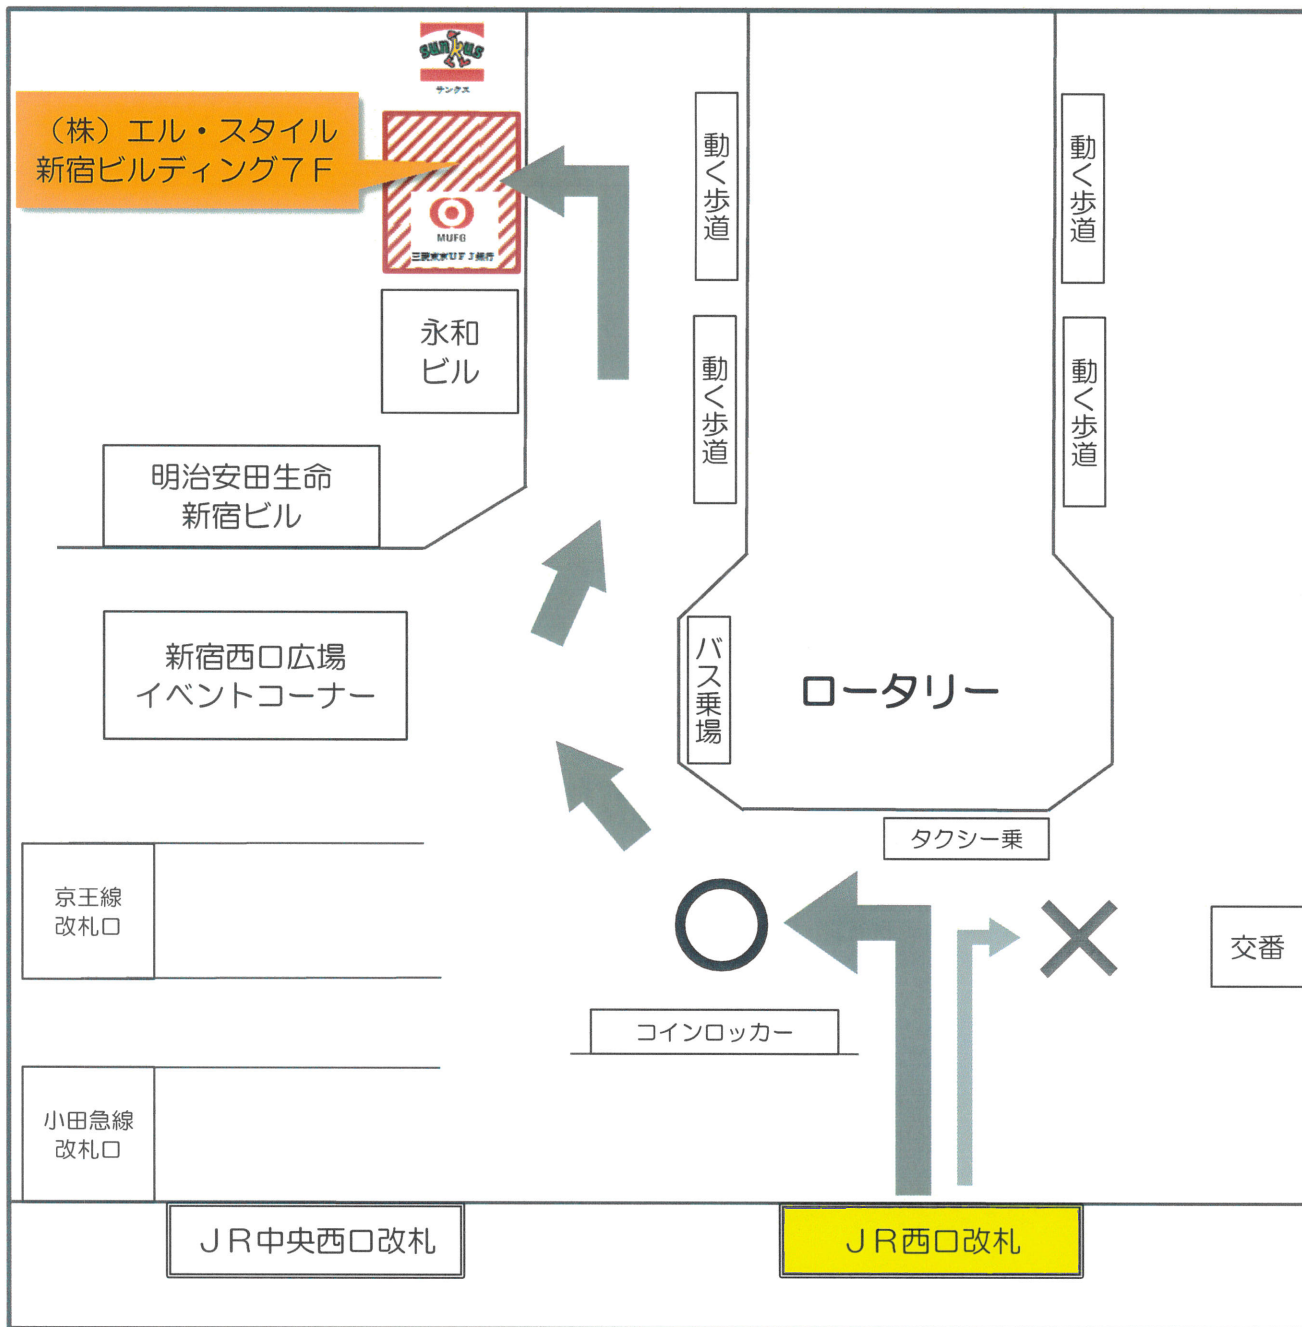 sunkus
サンクス
（株）エル・スタイル
新宿ビルディング７Ｆ
MUFG
三菱東京ＵＦＪ銀行
動く歩道
動く歩道
永和
ビル
動く歩道
動く歩道
明治安田生命
新宿ビル
新宿西口広場
イベントコーナー
バス乗場
ロータリー
タクシー乗
京王線
改札口
交番
コインロッカー
小田急線
改札口
ＪＲ中央西口改札
ＪＲ西口改札